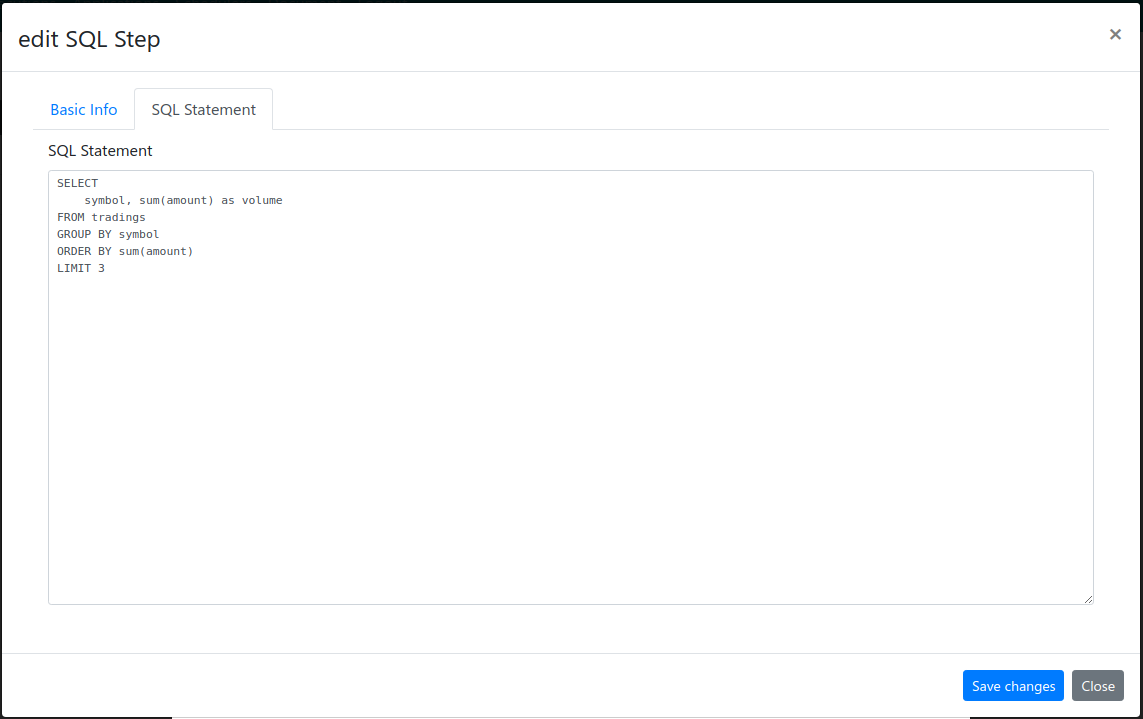 edit SQL Step
×
Basic Info
SQL Statement
SQL Statement
SELECT
    symbol, sum(amount) as volume
FROM tradings
GROUP BY symbol
ORDER BY sum(amount)
LIMIT 3
Save changes
Close